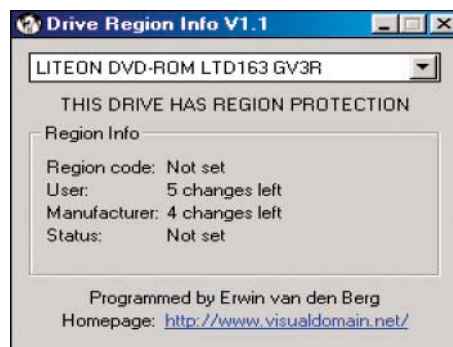 Drive Region Info V1.1
LITEON DVD-ROM LTD163 GV3R
THIS DRIVE HAS REGION PROTECTION
Region Info
Region code: Not set
User: 5 changes left
Manufacturer: 4 changes left
Status: Not set
Programmed by Erwin van den Berg
Homepage: http://www.visualdomain.net/